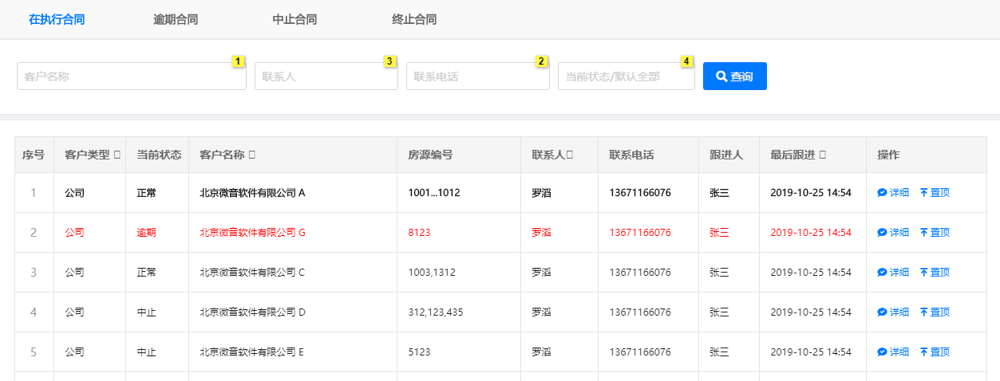 在执行合同 逾期合同 中止合同 终止合同
客户名称 1 联系人 3 联系电话 2 当前状态/默认全部 4 查询
序号 客户类型 当前状态 客户名称 房源编号 联系人 联系电话 跟进人 最后跟进 操作
1 公司 正常 北京微音软件有限公司 A 1001...1012 罗滔 13671166076 张三 2019-10-25 14:54 详细 置顶
2 公司 逾期 北京微音软件有限公司 G 8123 罗滔 13671166076 张三 2019-10-25 14:54 详细 置顶
3 公司 正常 北京微音软件有限公司 C 1003,1312 罗滔 13671166076 张三 2019-10-25 14:54 详细 置顶
4 公司 中止 北京微音软件有限公司 D 312,123,435 罗滔 13671166076 张三 2019-10-25 14:54 详细 置顶
5 公司 中止 北京微音软件有限公司 E 5123 罗滔 13671166076 张三 2019-10-25 14:54 详细 置顶